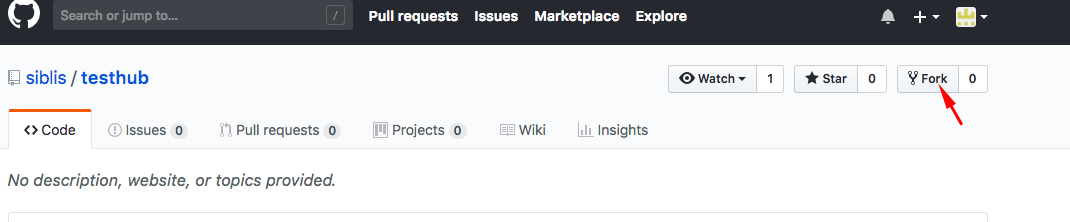 Search or jump to... / Pull requests Issues Marketplace Explore
siblis / testhub Watch 1 Star 0 Fork 0
<> Code Issues 0 Pull requests 0 Projects 0 Wiki Insights
No description, website, or topics provided.